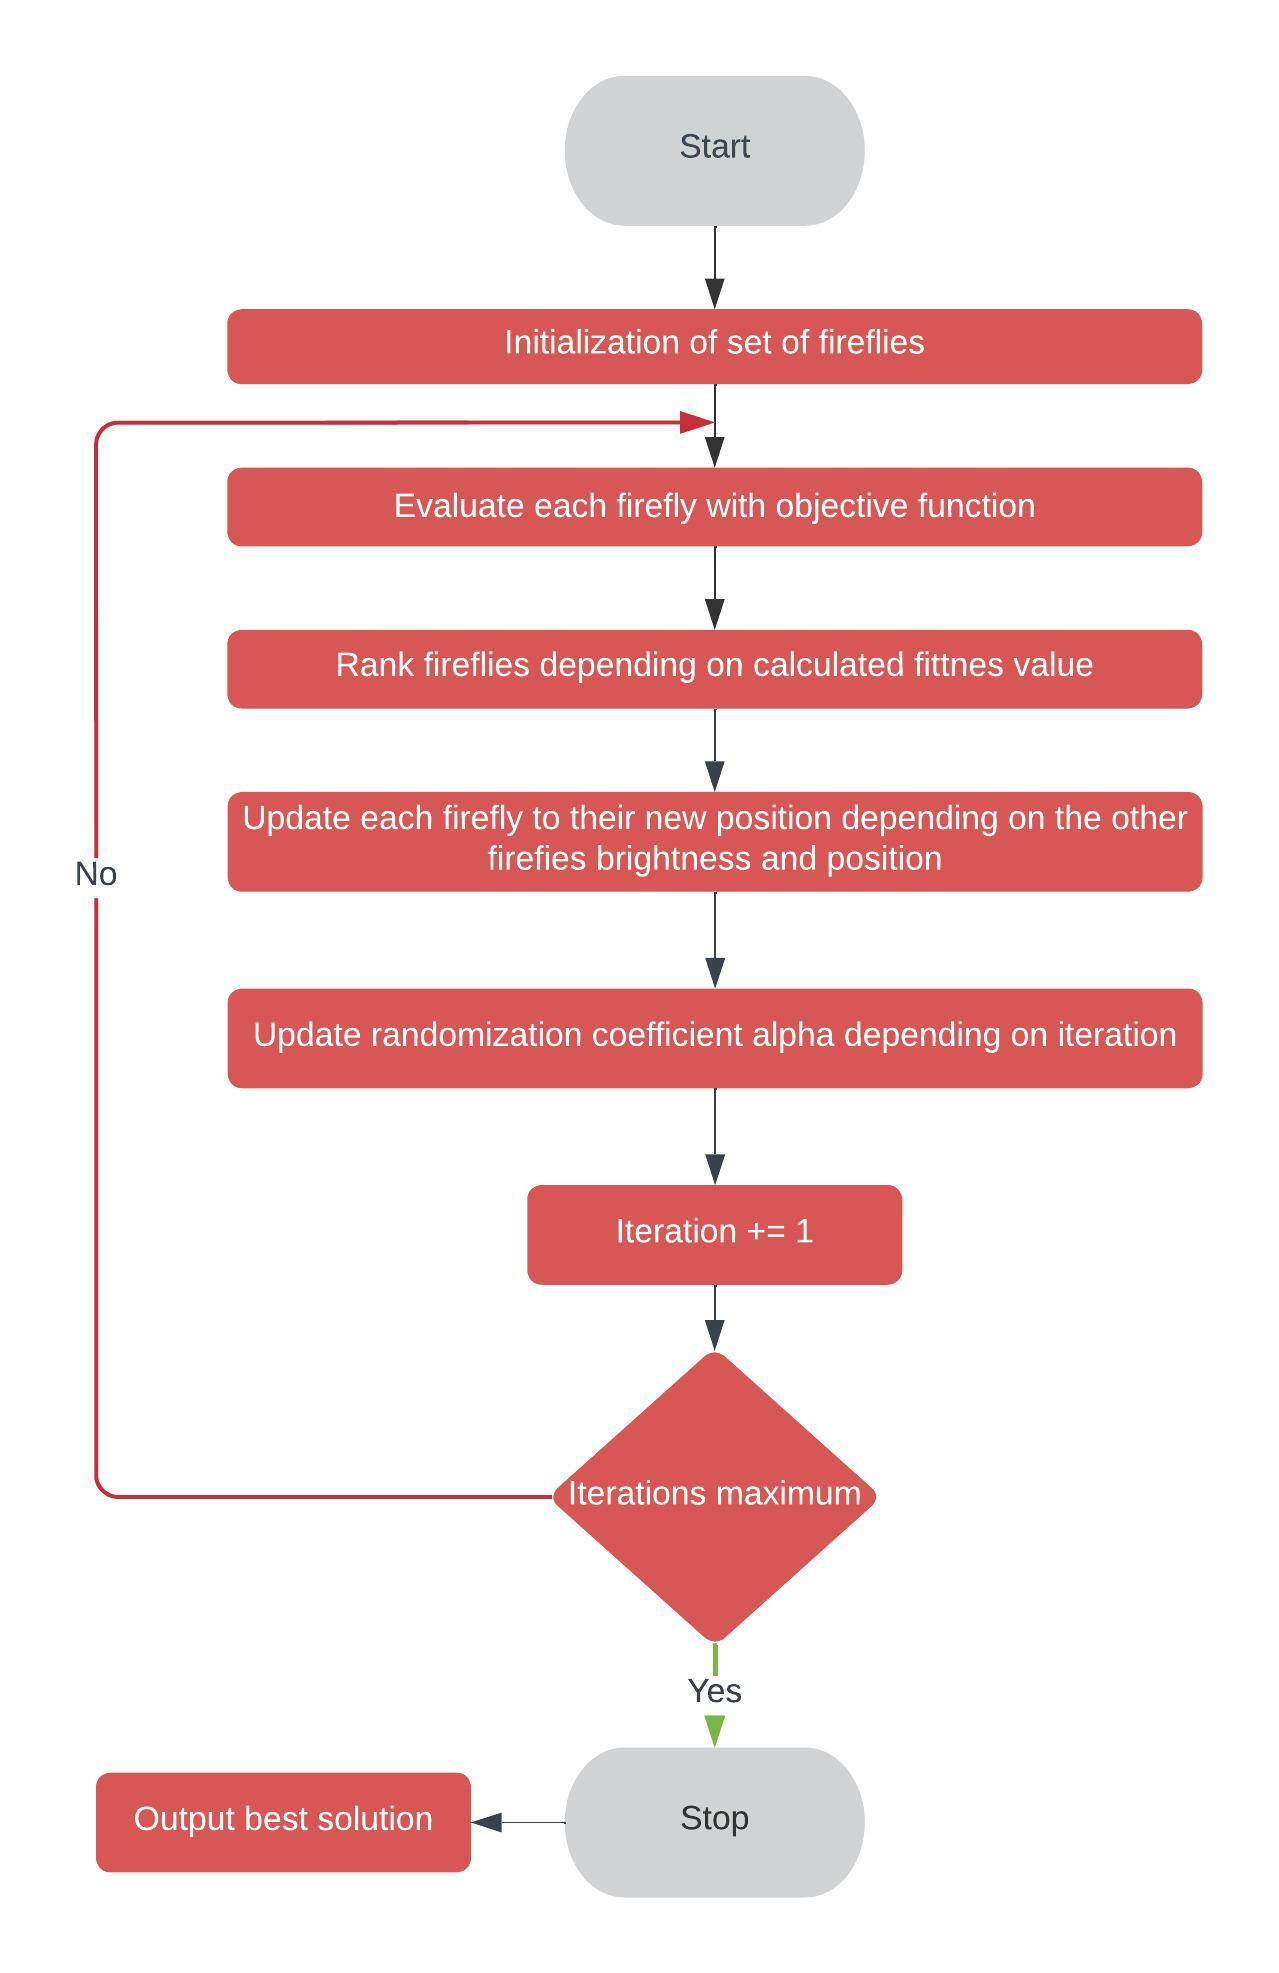 Start
Initialization of set of fireflies
Evaluate each firefly with objective function
Rank fireflies depending on calculated fittnes value
Update each firefly to their new position depending on the other
firefies brightness and position
No
Update randomization coefficient alpha depending on iteration
Iteration += 1
Iterations maximum
Yes
Output best solution
Stop